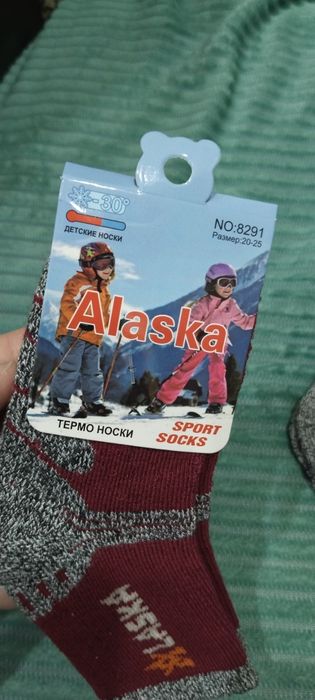 -30°
ДЕТСКИЕ НОСКИ
NO:8291
Размер:20-25
Alaska
ТЕРМО НОСКИ
SPORT
SOCKS
ALASKA